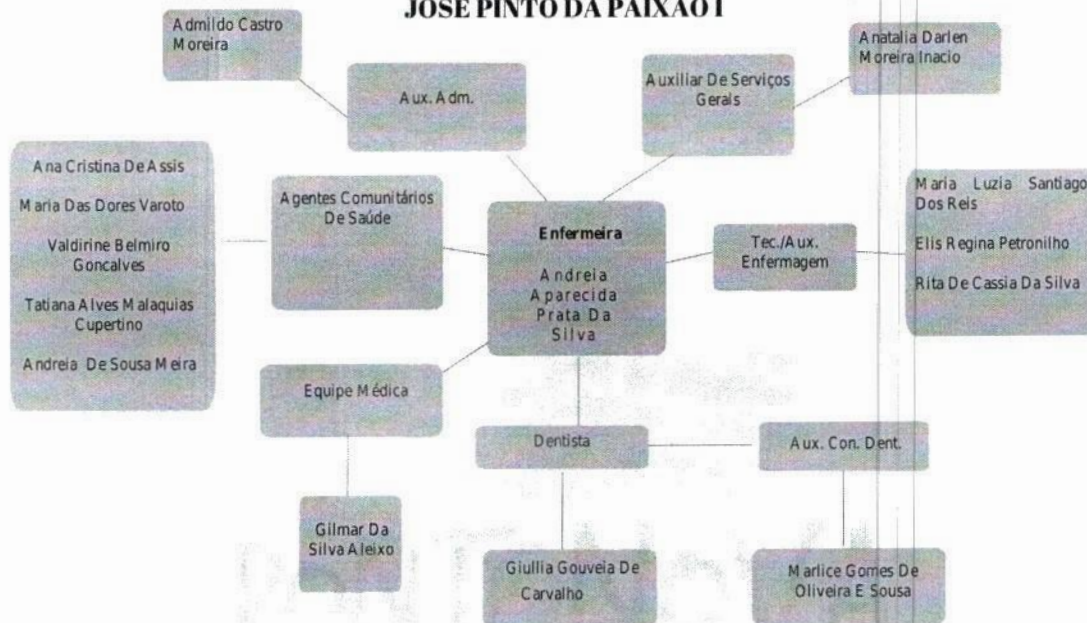 JOSÉ PINTO DA PAIXÃO I
Admildo Castro
Moreira
Aux. Adm.
Auxiliar De Serviços
Gerais
Anatalia Darlen
Moreira Inacio
Ana Cristina De Assis
Maria Das Dores Varoto
Valdirine Belmiro
Goncalves
Tatiana Alves Malaquias
Cupertino
Andreia De Sousa Meira
Agentes Comunitários
De Saúde
Enfermeira
Andreia
Aparecida
Prata Da
Silva
Tec./Aux.
Enfermagem
Maria Luzia Santiago
Dos Reis
Elis Regina Petronilho
Rita De Cassia Da Silva
Equipe Médica
Dentista
Aux. Con. Dent.
Gilmar Da
Silva Aleixo
Giullia Gouveia De
Carvalho
Marlice Gomes De
Oliveira E Sousa